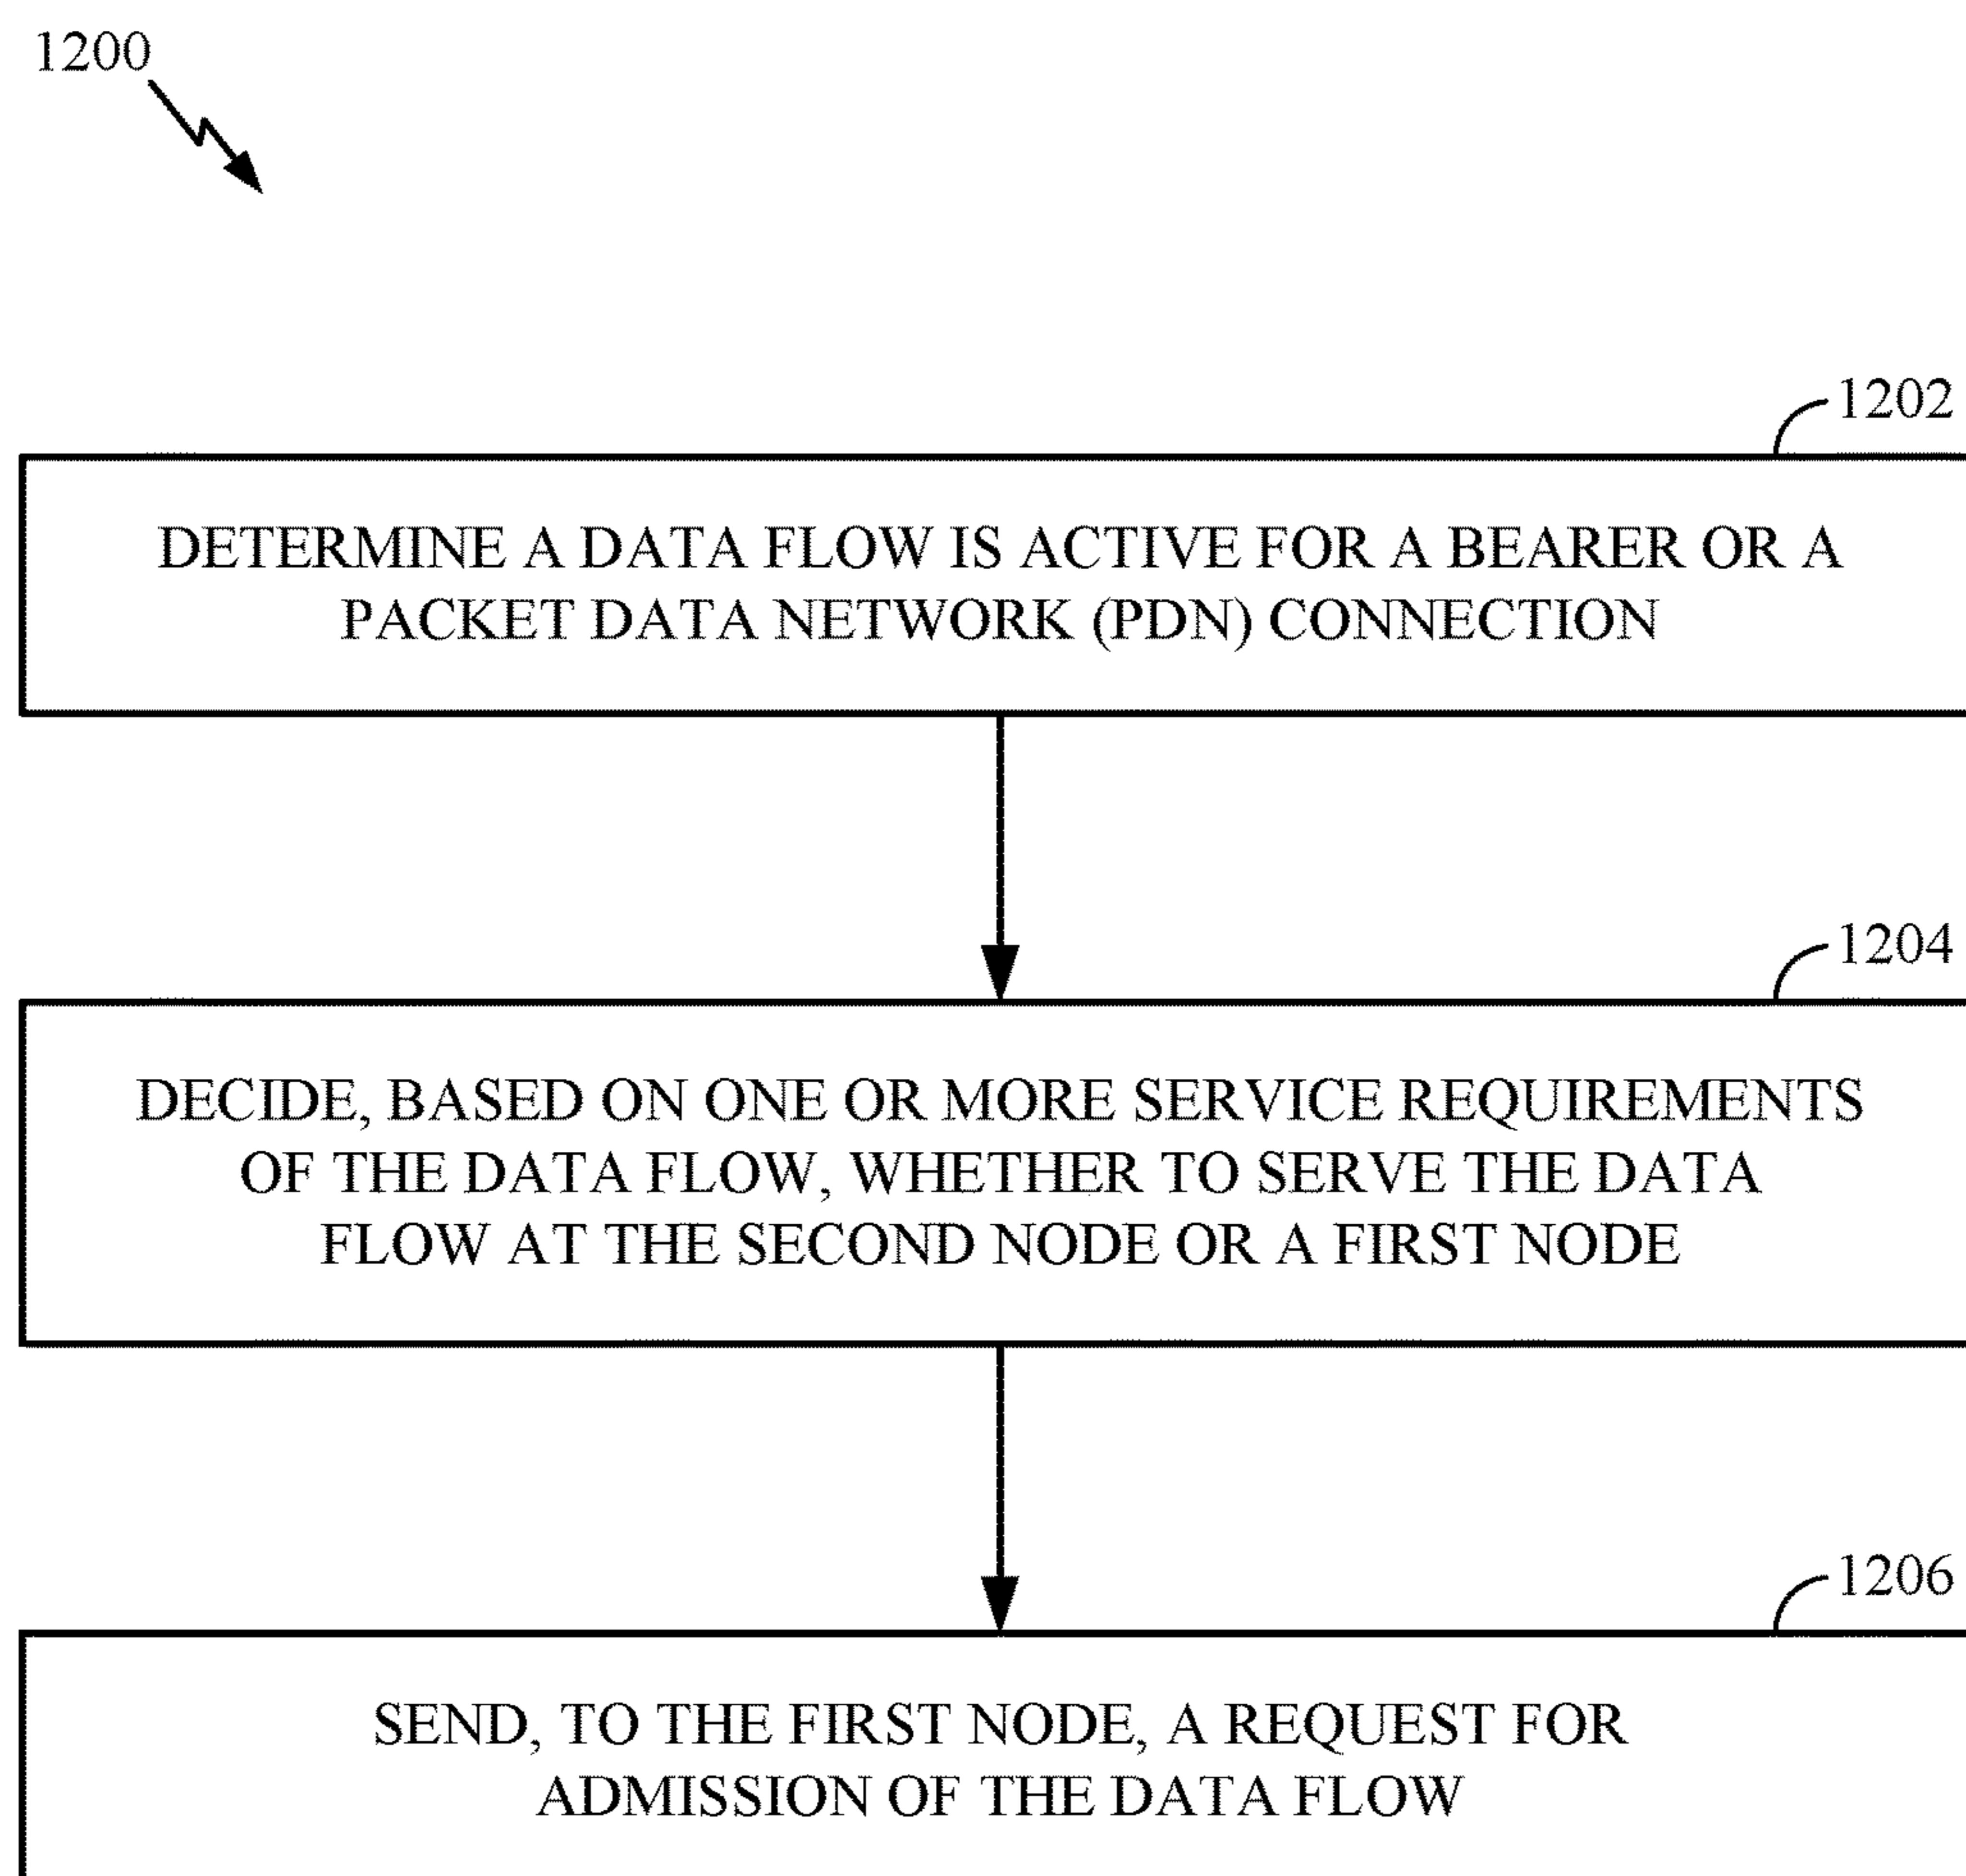 1200
1202
DETERMINE A DATA FLOW IS ACTIVE FOR A BEARER OR A
PACKET DATA NETWORK (PDN) CONNECTION
1204
DECIDE, BASED ON ONE OR MORE SERVICE REQUIREMENTS
OF THE DATA FLOW, WHETHER TO SERVE THE DATA
FLOW AT THE SECOND NODE OR A FIRST NODE
1206
SEND, TO THE FIRST NODE, A REQUEST FOR
ADMISSION OF THE DATA FLOW